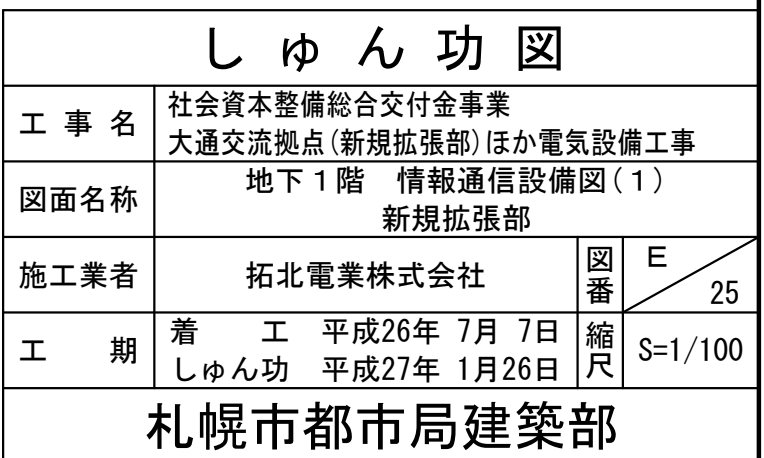 しゅん功図
工事名
社会資本整備総合交付金事業
大通交流拠点(新規拡張部)ほか電気設備工事
図面名称
地下1階 情報通信設備図(1)
新規拡張部
施工業者
拓北電業株式会社
図番
E
25
工期
着工 平成26年 7月 7日
しゅん功 平成27年 1月26日
縮尺
S=1/100
札幌市都市局建築部